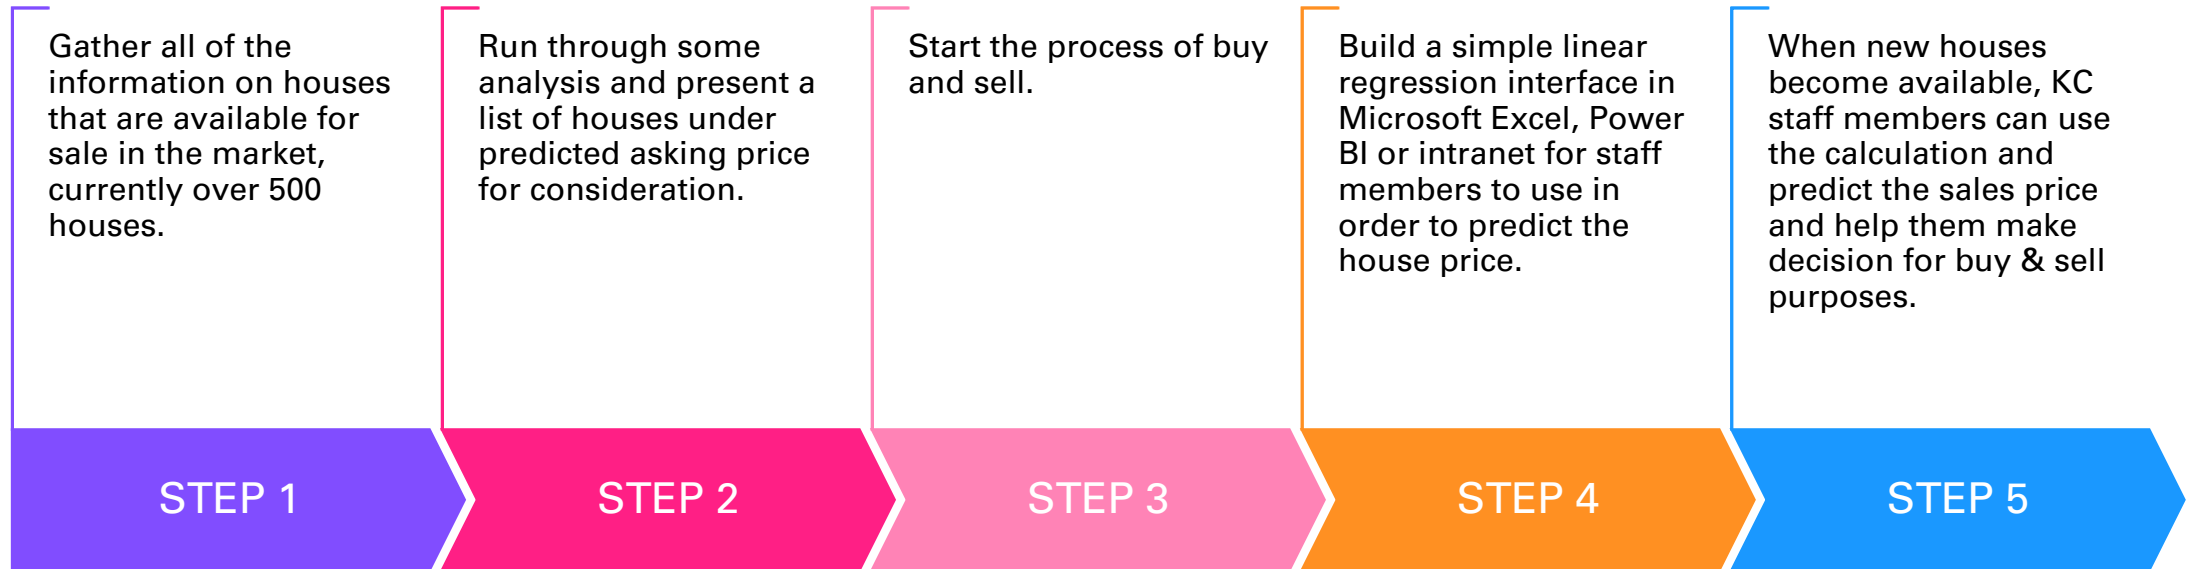 Gather all of the
information on houses
that are available for
sale in the market,
currently over 500
houses.
Run through some
analysis and present a
list of houses under
predicted asking price
for consideration.
Start the process of buy
and sell.
Build a simple linear
regression interface in
Microsoft Excel, Power
BI or intranet for staff
members to use in
order to predict the
house price.
When new houses
become available, KC
staff members can use
the calculation and
predict the sales price
and help them make
decision for buy & sell
purposes.
STEP 1
STEP 2
STEP 3
STEP 4
STEP 5